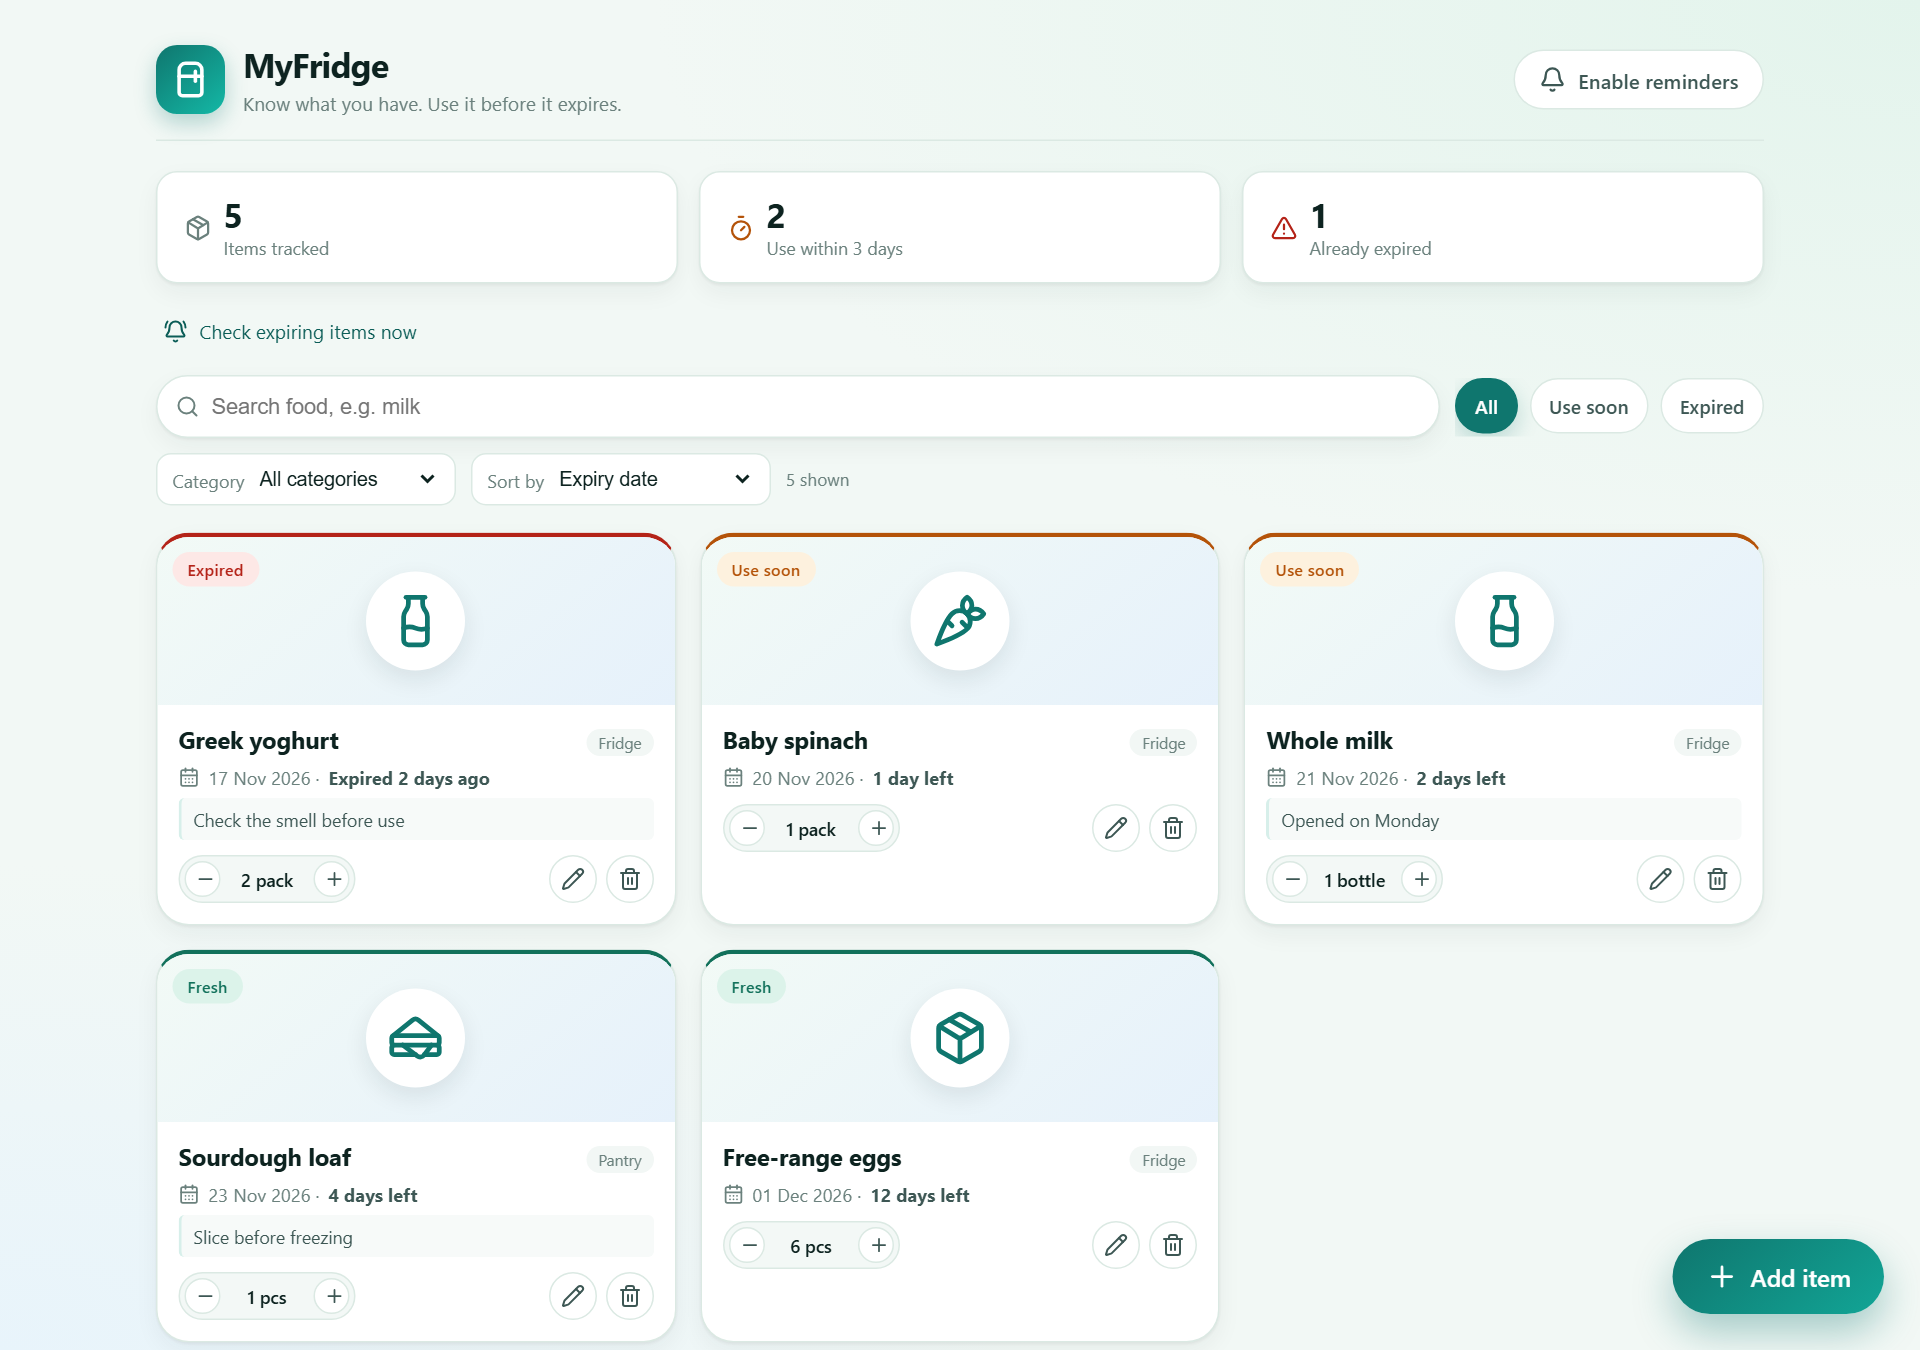 MyFridge
Know what you have. Use it before it expires.
Enable reminders
5
Items tracked
2
Use within 3 days
1
Already expired
Check expiring items now
Search food, e.g. milk
All
Use soon
Expired
Category All categories
Sort by Expiry date
5 shown
Expired
Greek yoghurt
Fridge
17 Nov 2026 · Expired 2 days ago
Check the smell before use
2 pack
Use soon
Baby spinach
Fridge
20 Nov 2026 · 1 day left
1 pack
Use soon
Whole milk
Fridge
21 Nov 2026 · 2 days left
Opened on Monday
1 bottle
Fresh
Sourdough loaf
Pantry
23 Nov 2026 · 4 days left
Slice before freezing
1 pcs
Fresh
Free-range eggs
Fridge
01 Dec 2026 · 12 days left
6 pcs
Add item